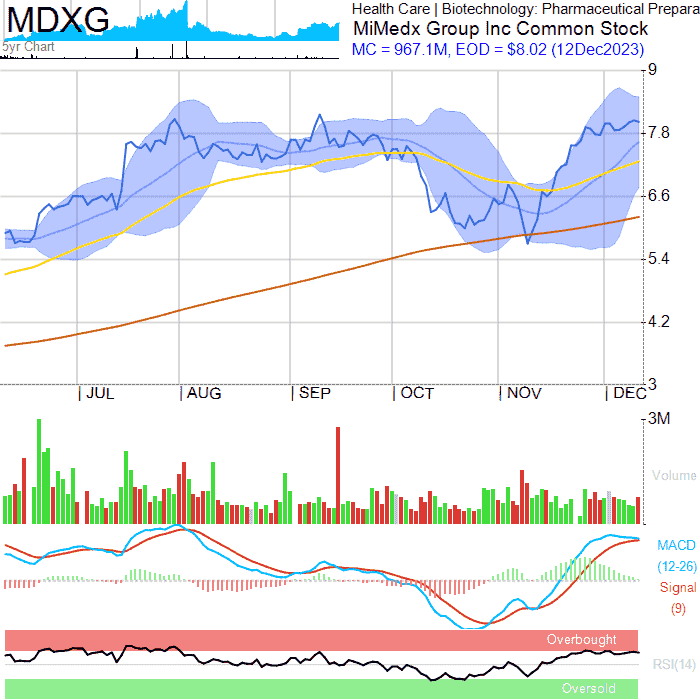 MDXG
5yr Chart
Health Care | Biotechnology: Pharmaceutical Prepara
MiMedx Group Inc Common Stock
MC = 967.1M, EOD = $8.02 (12Dec2023)
9
7.8
6.6
5.4
4.2
3
JUL AUG SEP OCT NOV DEC
3M
Volume
MACD
(12-26)
Signal
(9)
Overbought
RSI(14)
Oversold